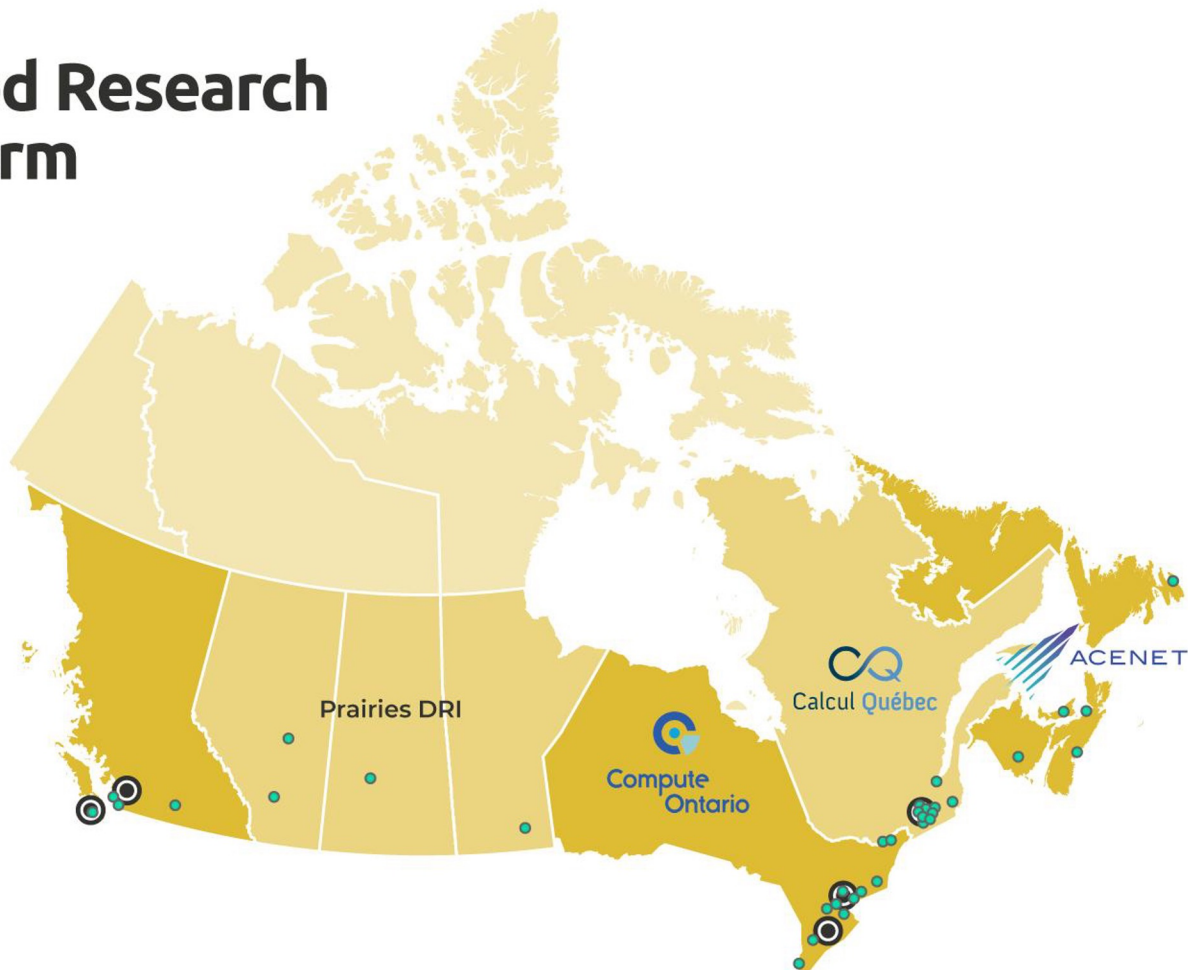 d Research
rm
Prairies DRI
Calcul Québec
ACENET
Compute
Ontario